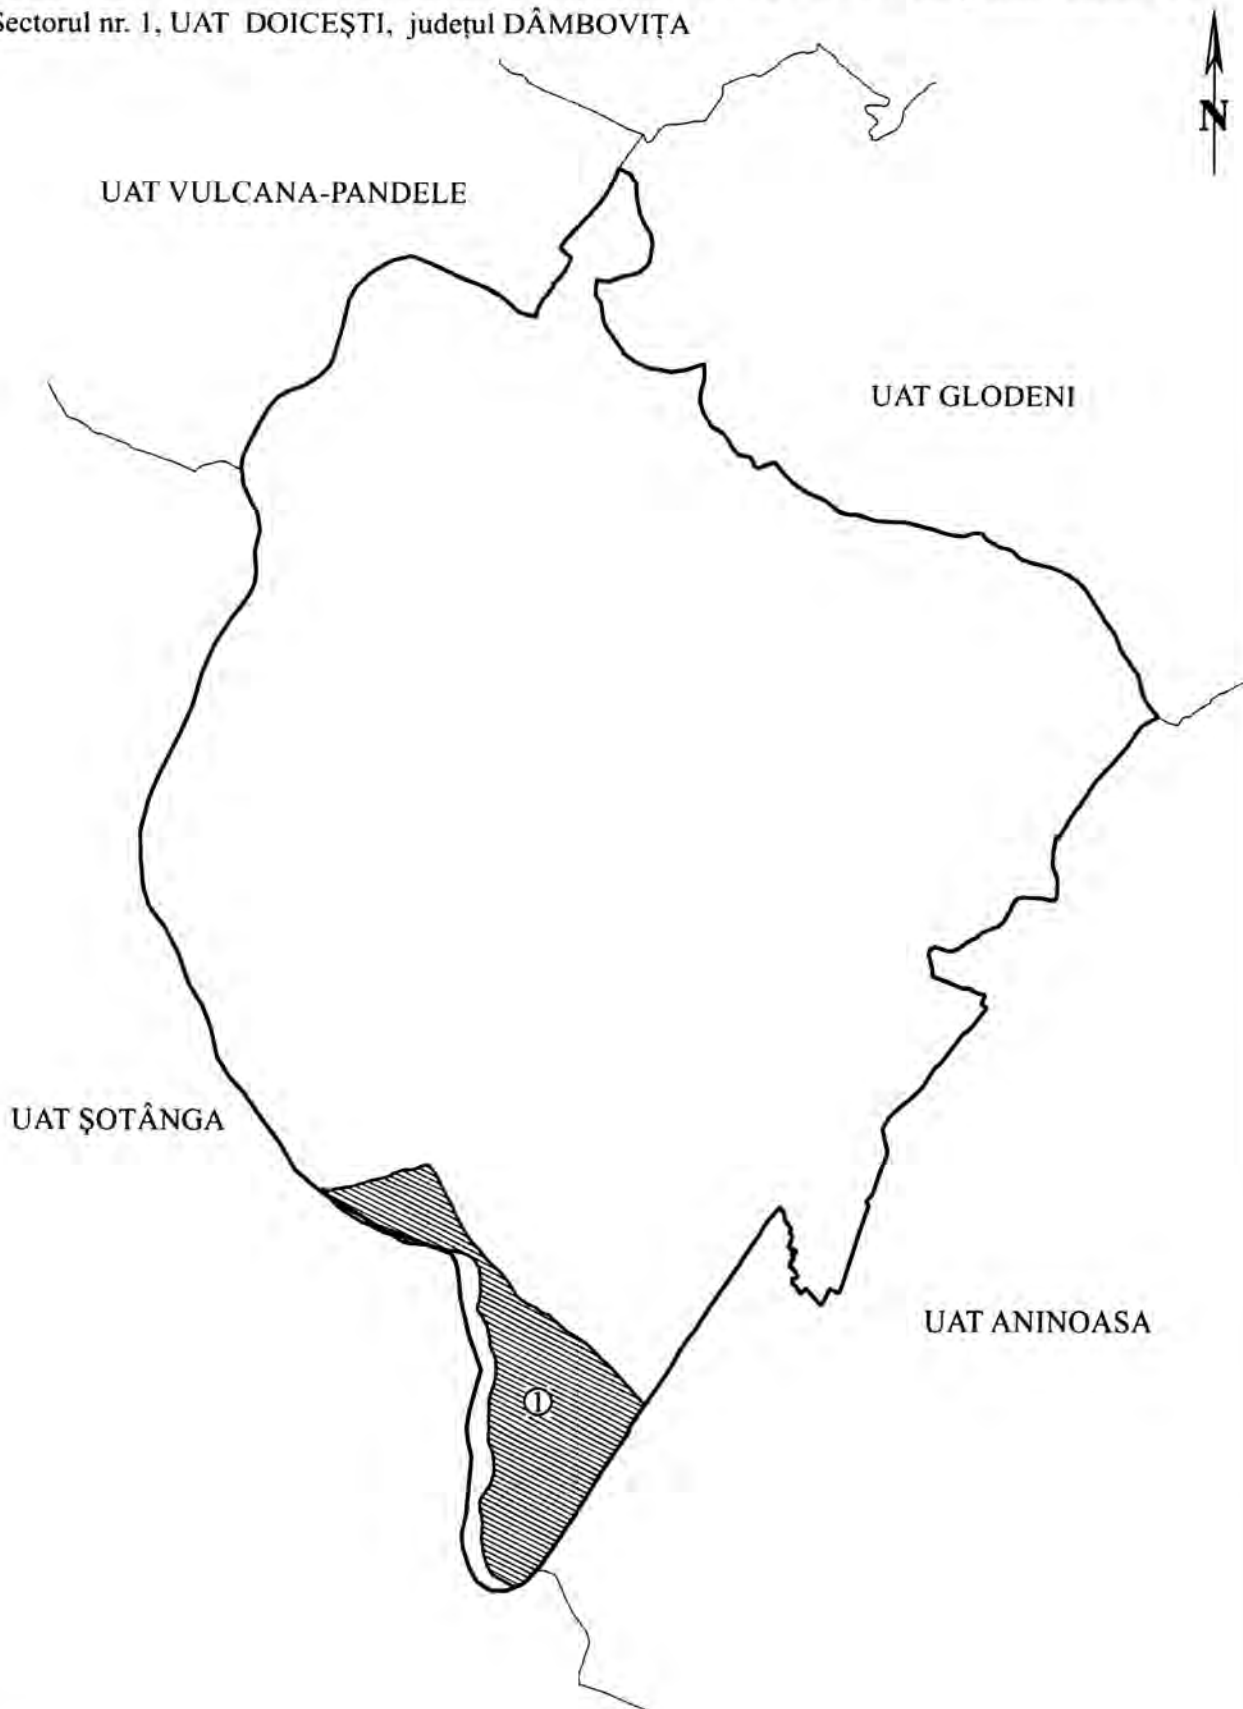 Sectorul nr. 1, UAT DOICEȘTI, județul DÂMBOVIȚA
N
UAT VULCANA-PANDELE
UAT GLODENI
UAT ȘOTÂNGA
UAT ANINOASA
1